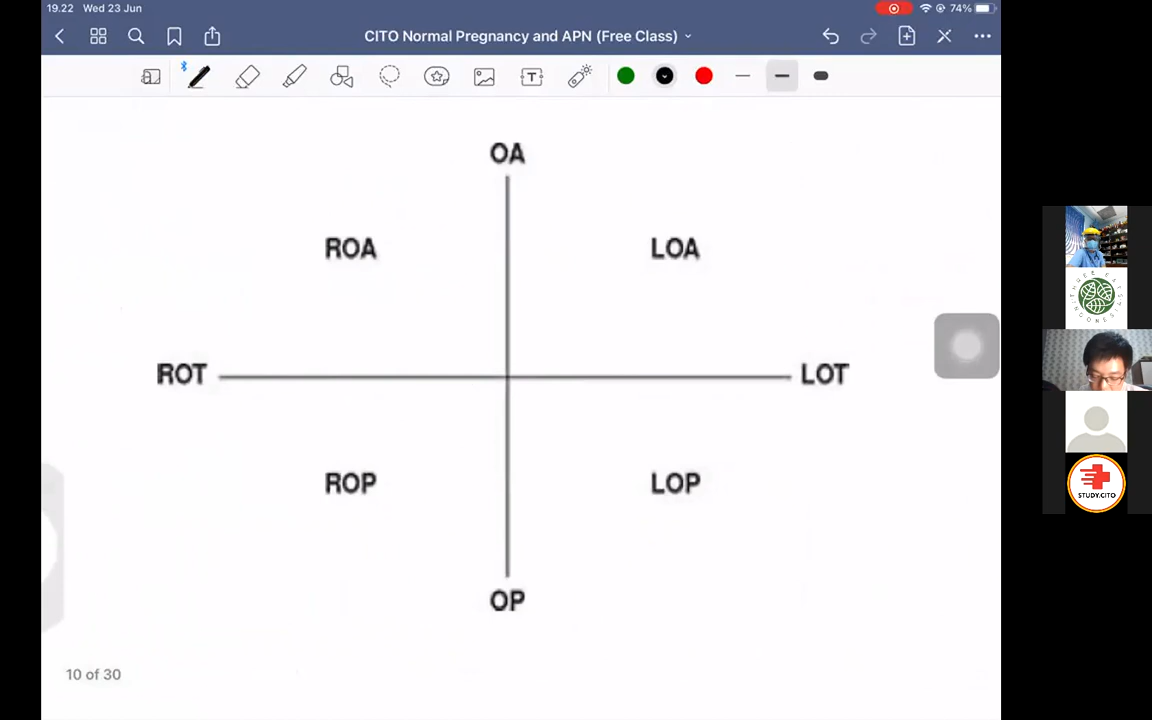 19.22 Wed 23 Jun
74%
CITO Normal Pregnancy and APN (Free Class)
T
OA
ROA
LOA
ROT
LOT
ROP
LOP
OP
10 of 30
STUDY.CITO